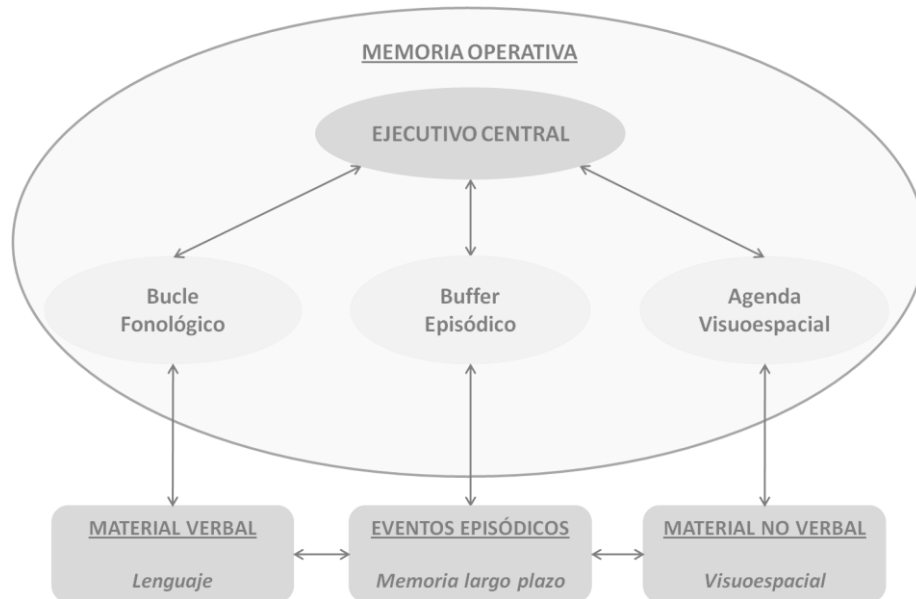 MEMORIA OPERATIVA
EJECUTIVO CENTRAL
Bucle
Fonológico
Buffer
Episódico
Agenda
Visuoespacial
MATERIAL VERBAL
Lenguaje
EVENTOS EPISÓDICOS
Memoria largo plazo
MATERIAL NO VERBAL
Visuoespacial